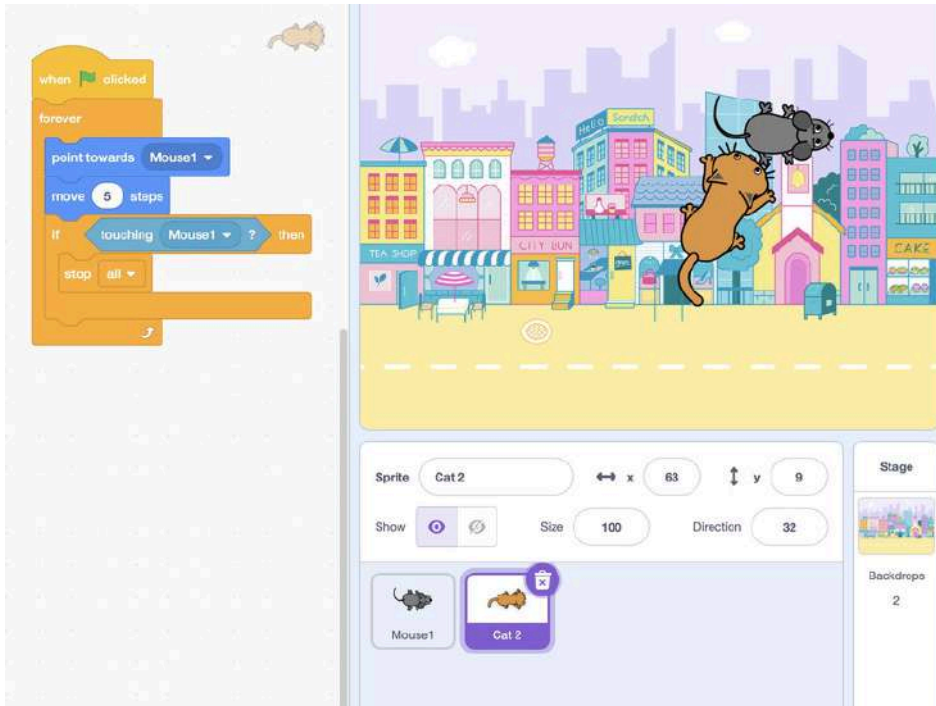 when clicked
forever
point towards Mouse1
move 5 steps
if touching Mouse1 ? then
stop all
Hello Scratch
TEA SHOP
CITY BUN
CAKE
Sprite Cat 2 x 63 y 9
Show Size 100 Direction 32
Mouse1
Cat 2
Stage
Backdrops
2